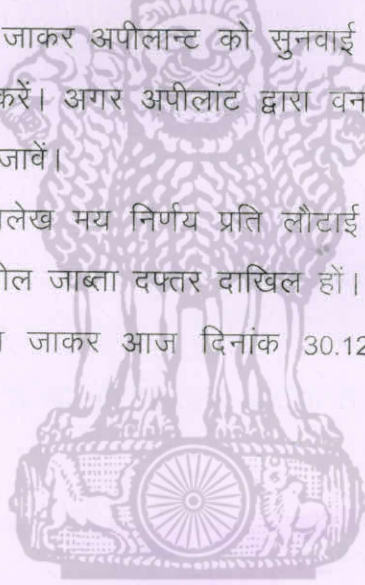 जाकर अपीलान्ट को सुनवाई
करें। अगर अपीलांट द्वारा वन
जावें।
लेख मय निर्णय प्रति लौटाई
ील जाब्ता दफ्तर दाखिल हों।
जाकर आज दिनांक 30.12